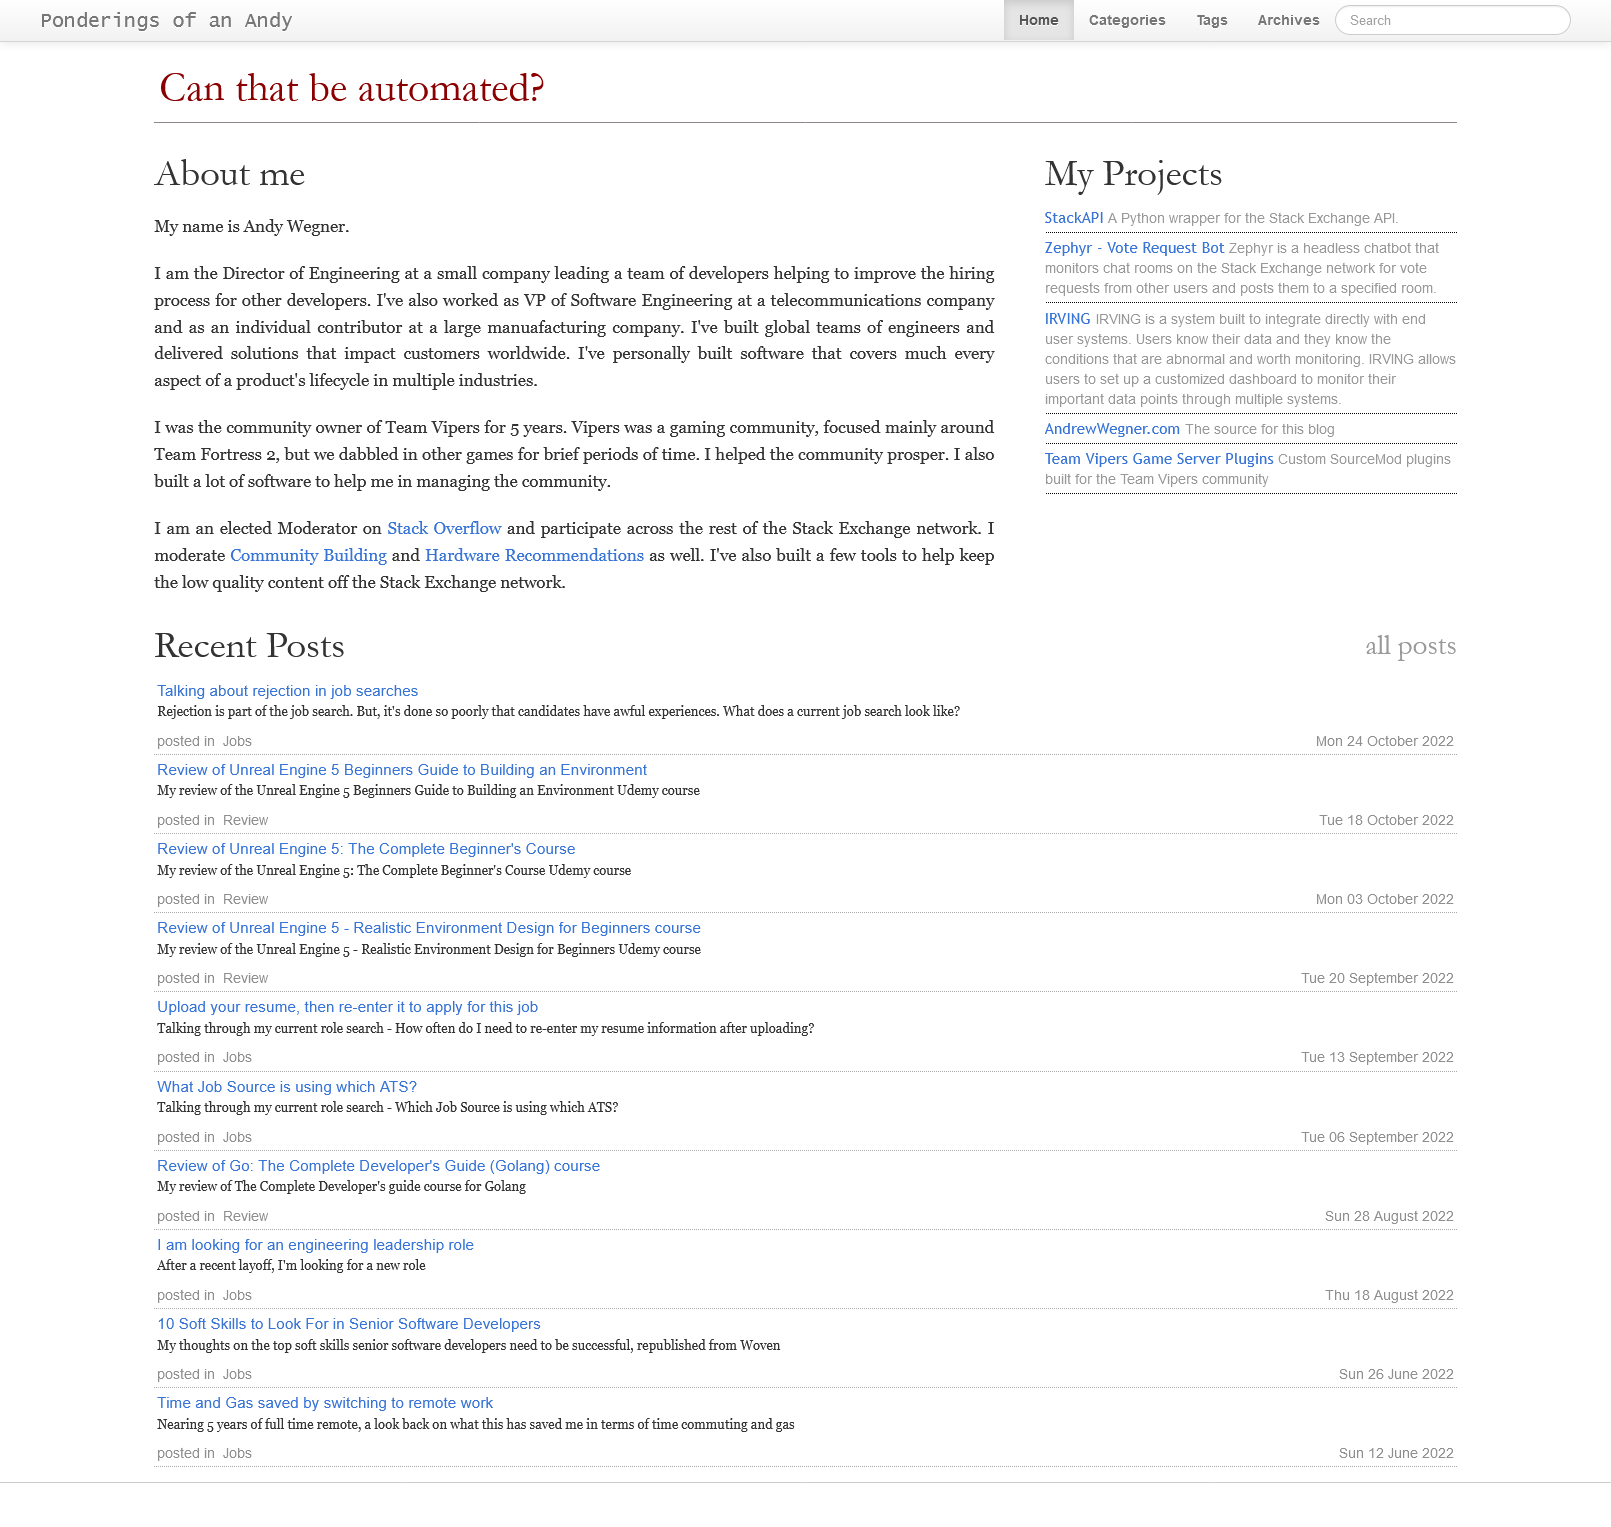 Ponderings of an Andy
Home
Categories
Tags
Archives
Search
Can that be automated?
About me
My name is Andy Wegner.
I am the Director of Engineering at a small company leading a team of developers helping to improve the hiring
process for other developers. I've also worked as VP of Software Engineering at a telecommunications company
and as an individual contributor at a large manuafacturing company. I've built global teams of engineers and
delivered solutions that impact customers worldwide. I've personally built software that covers much every
aspect of a product's lifecycle in multiple industries.
I was the community owner of Team Vipers for 5 years. Vipers was a gaming community, focused mainly around
Team Fortress 2, but we dabbled in other games for brief periods of time. I helped the community prosper. I also
built a lot of software to help me in managing the community.
I am an elected Moderator on Stack Overflow and participate across the rest of the Stack Exchange network. I
moderate Community Building and Hardware Recommendations as well. I've also built a few tools to help keep
the low quality content off the Stack Exchange network.
My Projects
StackAPI A Python wrapper for the Stack Exchange API.
Zephyr - Vote Request Bot Zephyr is a headless chatbot that
monitors chat rooms on the Stack Exchange network for vote
requests from other users and posts them to a specified room.
IRVING IRVING is a system built to integrate directly with end
user systems. Users know their data and they know the
conditions that are abnormal and worth monitoring. IRVING allows
users to set up a customized dashboard to monitor their
important data points through multiple systems.
AndrewWegner.com The source for this blog
Team Vipers Game Server Plugins Custom SourceMod plugins
built for the Team Vipers community
Recent Posts
all posts
Talking about rejection in job searches
Rejection is part of the job search. But, it's done so poorly that candidates have awful experiences. What does a current job search look like?
posted in Jobs
Mon 24 October 2022
Review of Unreal Engine 5 Beginners Guide to Building an Environment
My review of the Unreal Engine 5 Beginners Guide to Building an Environment Udemy course
posted in Review
Tue 18 October 2022
Review of Unreal Engine 5: The Complete Beginner's Course
My review of the Unreal Engine 5: The Complete Beginner's Course Udemy course
posted in Review
Mon 03 October 2022
Review of Unreal Engine 5 - Realistic Environment Design for Beginners course
My review of the Unreal Engine 5 - Realistic Environment Design for Beginners Udemy course
posted in Review
Tue 20 September 2022
Upload your resume, then re-enter it to apply for this job
Talking through my current role search - How often do I need to re-enter my resume information after uploading?
posted in Jobs
Tue 13 September 2022
What Job Source is using which ATS?
Talking through my current role search - Which Job Source is using which ATS?
posted in Jobs
Tue 06 September 2022
Review of Go: The Complete Developer's Guide (Golang) course
My review of The Complete Developer's guide course for Golang
posted in Review
Sun 28 August 2022
I am looking for an engineering leadership role
After a recent layoff, I'm looking for a new role
posted in Jobs
Thu 18 August 2022
10 Soft Skills to Look For in Senior Software Developers
My thoughts on the top soft skills senior software developers need to be successful, republished from Woven
posted in Jobs
Sun 26 June 2022
Time and Gas saved by switching to remote work
Nearing 5 years of full time remote, a look back on what this has saved me in terms of time commuting and gas
posted in Jobs
Sun 12 June 2022